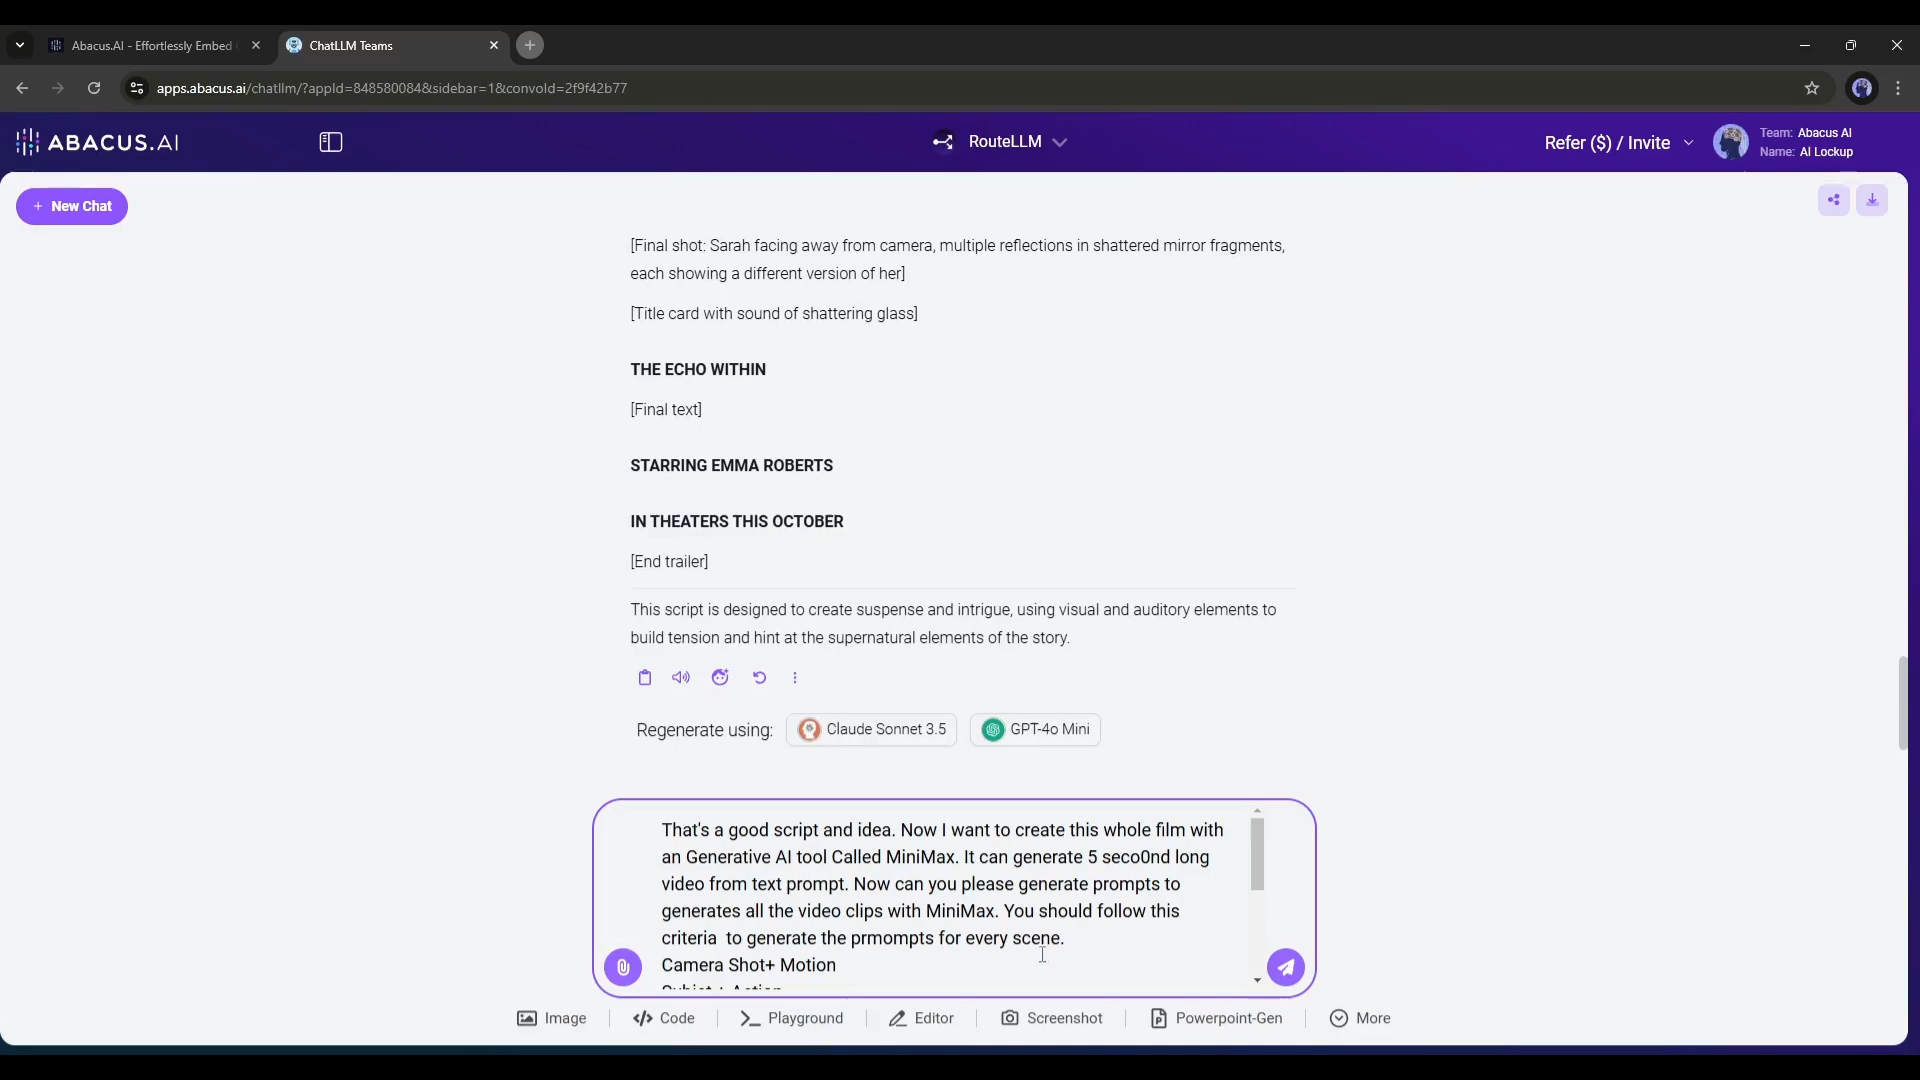 Abacus.AI - Effortlessly Embed
ChatLLM Teams
apps.abacus.ai/chatllm/?appId=848580084&sidebar=1&convoId=2f9f42b77
ABACUS.AI
RouteLLM
Refer ($) / Invite
Team: Abacus AI
Name: AI Lockup
+ New Chat
[Final shot: Sarah facing away from camera, multiple reflections in shattered mirror fragments,
each showing a different version of her]
[Title card with sound of shattering glass]
THE ECHO WITHIN
[Final text]
STARRING EMMA ROBERTS
IN THEATERS THIS OCTOBER
[End trailer]
This script is designed to create suspense and intrigue, using visual and auditory elements to
build tension and hint at the supernatural elements of the story.
Regenerate using: Claude Sonnet 3.5 GPT-4o Mini
That's a good script and idea. Now I want to create this whole film with
an Generative AI tool Called MiniMax. It can generate 5 seco0nd long
video from text prompt. Now can you please generate prompts to
generates all the video clips with MiniMax. You should follow this
criteria  to generate the prmompts for every scene.
Camera Shot+ Motion
Image
Code
Playground
Editor
Screenshot
Powerpoint-Gen
More